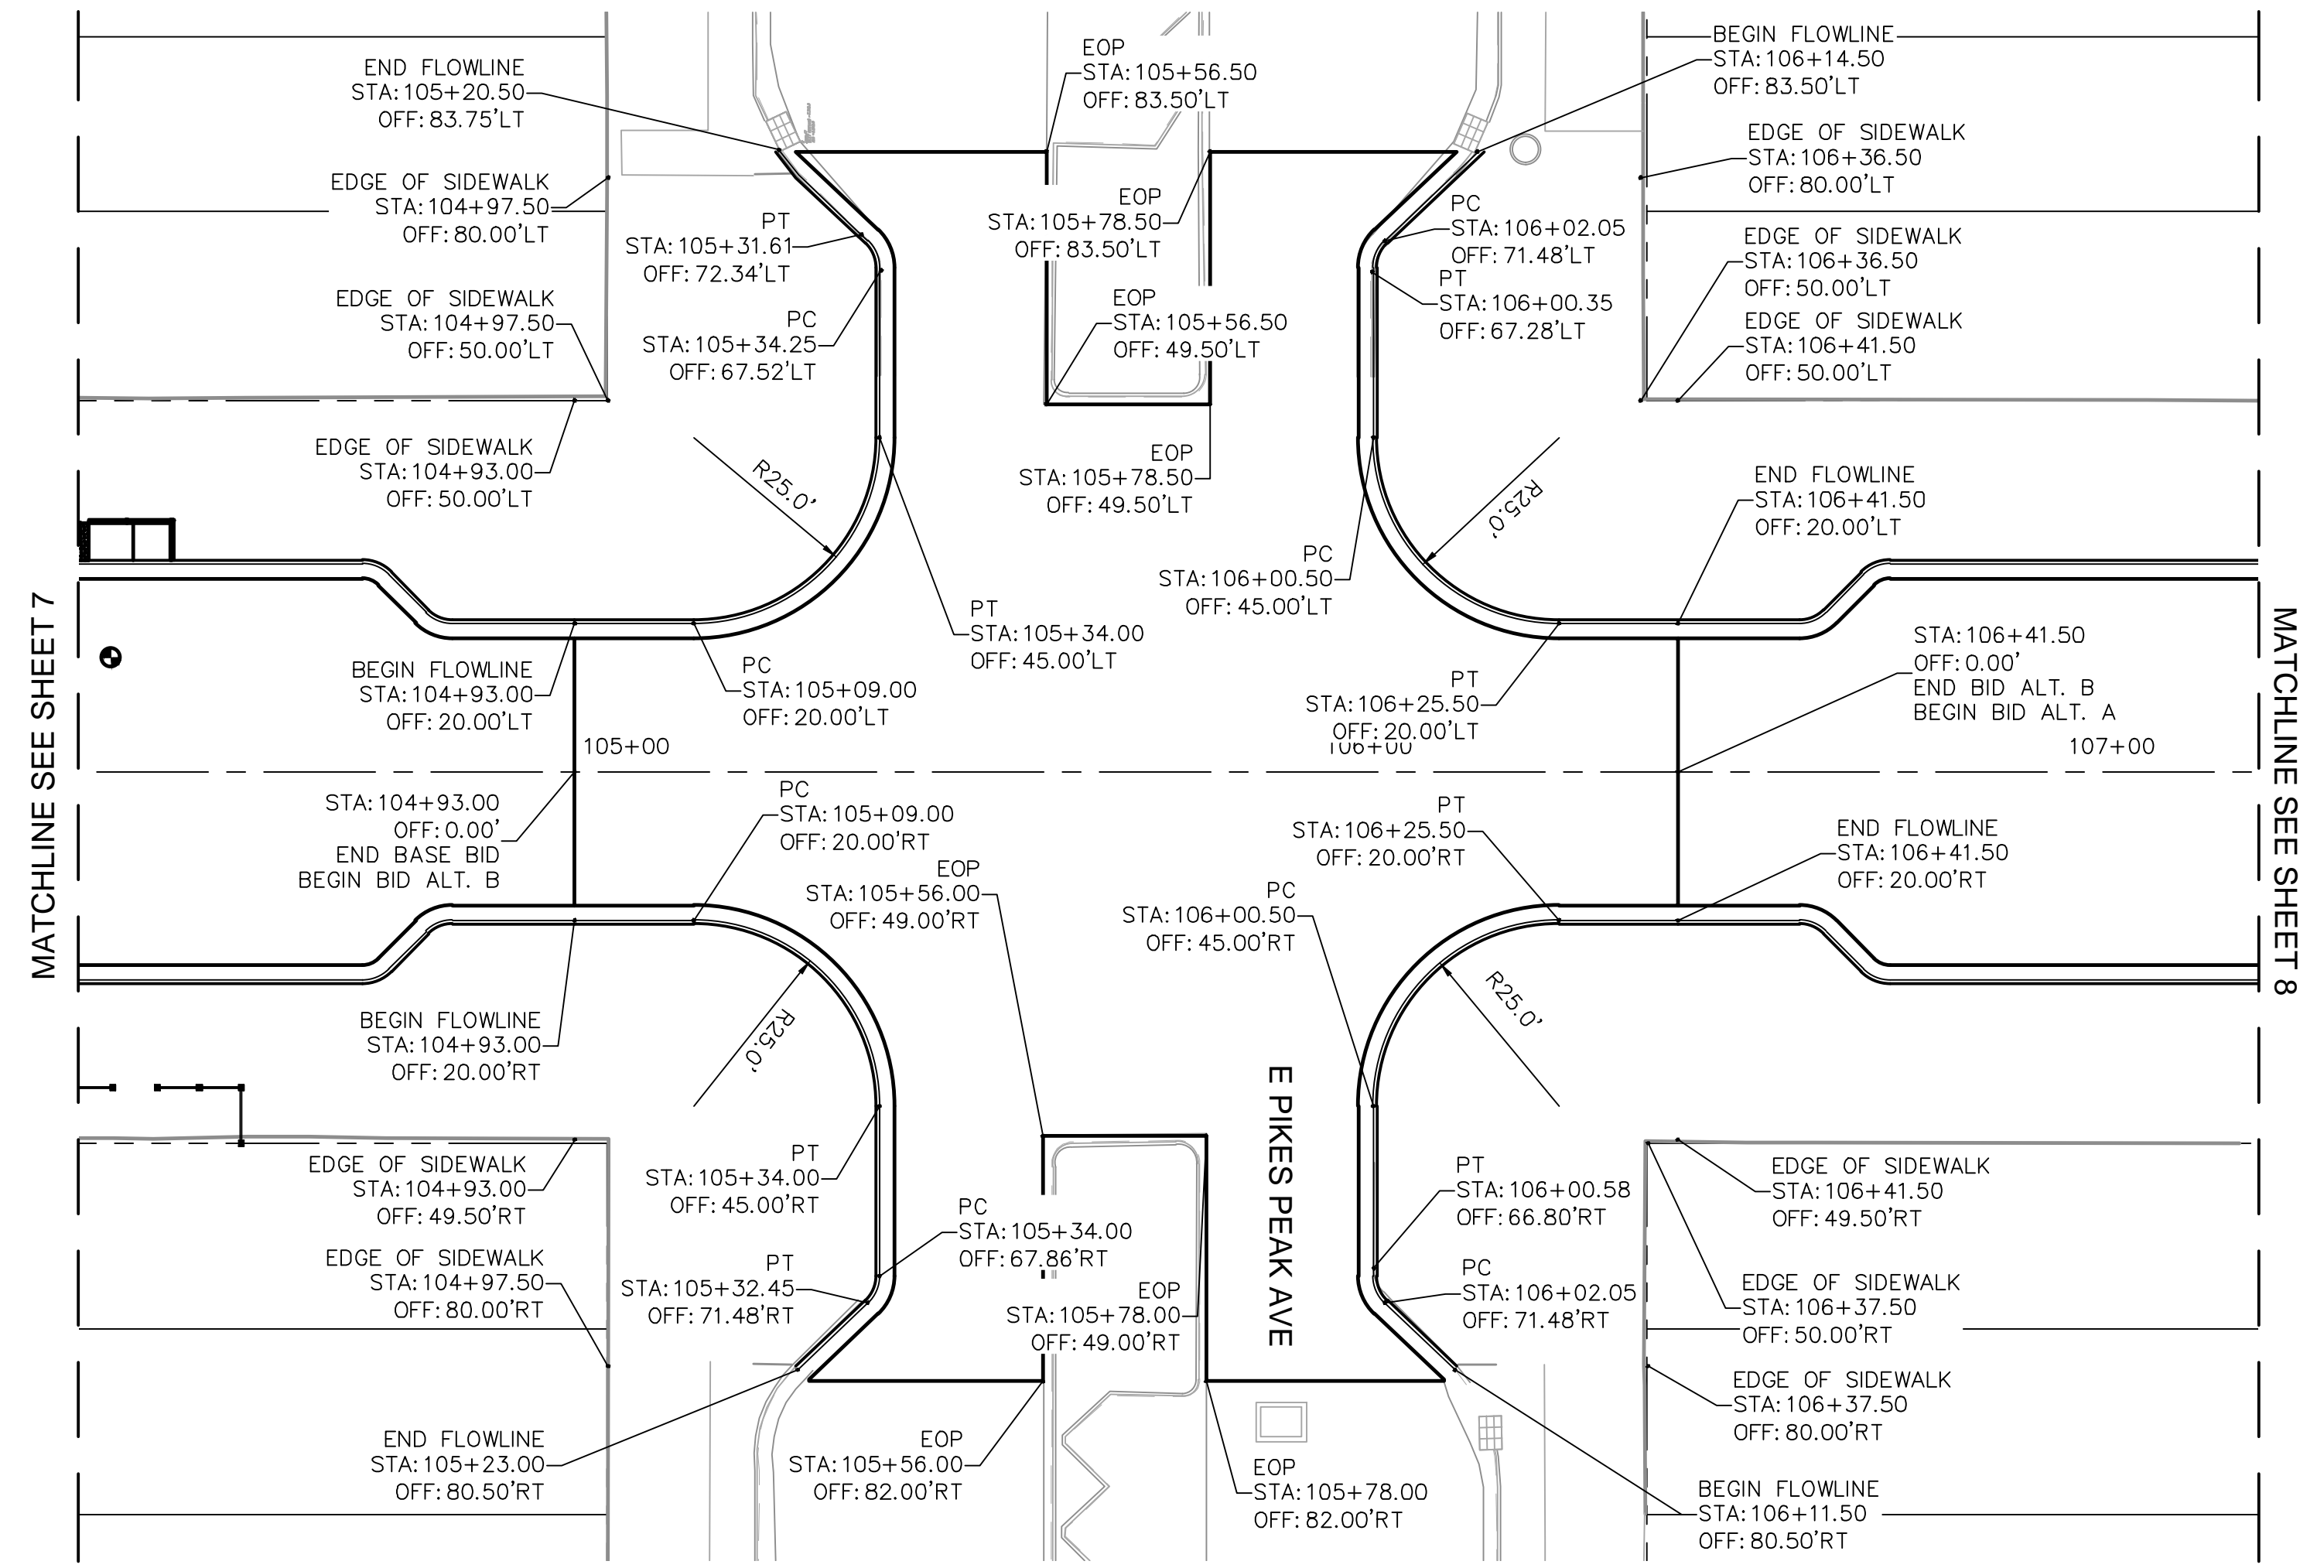 END FLOWLINE
STA:105+20.50
OFF:83.75'LT
EDGE OF SIDEWALK
STA:104+97.50
OFF:80.00'LT
EDGE OF SIDEWALK
STA:104+97.50
OFF:50.00'LT
EDGE OF SIDEWALK
STA:104+93.00
OFF:50.00'LT
PT
STA:105+31.61
OFF:72.34'LT
PC
STA:105+34.25
OFF:67.52'LT
R25.0'
EOP
STA:105+56.50
OFF:83.50'LT
EOP
STA:105+78.50
OFF:83.50'LT
EOP
STA:105+56.50
OFF:49.50'LT
EOP
STA:105+78.50
OFF:49.50'LT
BEGIN FLOWLINE
STA:106+14.50
OFF:83.50'LT
EDGE OF SIDEWALK
STA:106+36.50
OFF:80.00'LT
PC
STA:106+02.05
OFF:71.48'LT
PT
STA:106+00.35
OFF:67.28'LT
EDGE OF SIDEWALK
STA:106+36.50
OFF:50.00'LT
EDGE OF SIDEWALK
STA:106+41.50
OFF:50.00'LT
R25.0'
END FLOWLINE
STA:106+41.50
OFF:20.00'LT
PC
STA:106+00.50
OFF:45.00'LT
PT
STA:105+34.00
OFF:45.00'LT
BEGIN FLOWLINE
STA:104+93.00
OFF:20.00'LT
PC
STA:105+09.00
OFF:20.00'LT
PT
STA:106+25.50
OFF:20.00'LT
STA:106+41.50
OFF:0.00'
END BID ALT. B
BEGIN BID ALT. A
MATCHLINE SEE SHEET 7
105+00
106+00
107+00
MATCHLINE SEE SHEET 8
STA:104+93.00
OFF:0.00'
END BASE BID
BEGIN BID ALT. B
PC
STA:105+09.00
OFF:20.00'RT
EOP
STA:105+56.00
OFF:49.00'RT
PT
STA:106+25.50
OFF:20.00'RT
PC
STA:106+00.50
OFF:45.00'RT
END FLOWLINE
STA:106+41.50
OFF:20.00'RT
BEGIN FLOWLINE
STA:104+93.00
OFF:20.00'RT
R25.0'
R25.0'
E PIKES PEAK AVE
EDGE OF SIDEWALK
STA:104+93.00
OFF:49.50'RT
EDGE OF SIDEWALK
STA:104+97.50
OFF:80.00'RT
PT
STA:105+34.00
OFF:45.00'RT
PC
STA:105+34.00
OFF:67.86'RT
PT
STA:105+32.45
OFF:71.48'RT
EOP
STA:105+78.00
OFF:49.00'RT
PT
STA:106+00.58
OFF:66.80'RT
PC
STA:106+02.05
OFF:71.48'RT
EDGE OF SIDEWALK
STA:106+41.50
OFF:49.50'RT
EDGE OF SIDEWALK
STA:106+37.50
OFF:50.00'RT
EDGE OF SIDEWALK
STA:106+37.50
OFF:80.00'RT
END FLOWLINE
STA:105+23.00
OFF:80.50'RT
EOP
STA:105+56.00
OFF:82.00'RT
EOP
STA:105+78.00
OFF:82.00'RT
BEGIN FLOWLINE
STA:106+11.50
OFF:80.50'RT